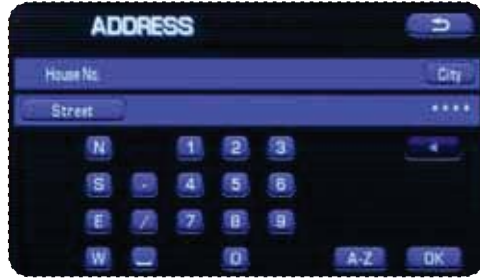 ADDRESS
House No. City
Street ****
N 1 2 3
S - 4 5 6
E / 7 8 9
W 0 A-Z OK